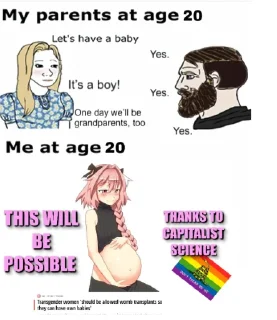 My parents at age 20
Let's have a baby
Yes.
It's a boy!
Yes.
One day we'll be
grandparents, too
Yes.
Me at age 20
THIS WILL
BE
POSSIBLE
THANKS TO
CAPITALIST
SCIENCE
Transgender women 'should be allowed womb transplants so
they can have own babies'